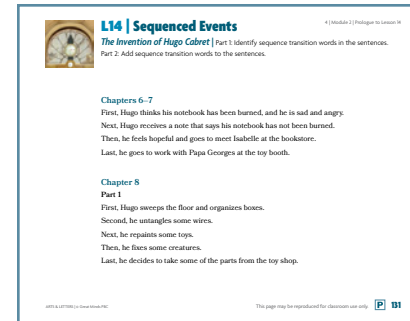 L14 | Sequenced Events
4 | Module 2 | Prologue to Lesson 14
The Invention of Hugo Cabret | Part 1: Identify sequence transition words in the sentences.
Part 2: Add sequence transition words to the sentences.
Chapters 6–7
First, Hugo thinks his notebook has been burned, and he is sad and angry.
Next, Hugo receives a note that says his notebook has not been burned.
Then, he feels hopeful and goes to meet Isabelle at the bookstore.
Last, he goes to work with Papa Georges at the toy booth.
Chapter 8
Part 1
First, Hugo sweeps the floor and organizes boxes.
Second, he untangles some wires.
Next, he repaints some toys.
Then, he fixes some creatures.
Last, he decides to take some of the parts from the toy shop.
ARTS & LETTERS | © Great Minds PBC
This page may be reproduced for classroom use only.
P 131